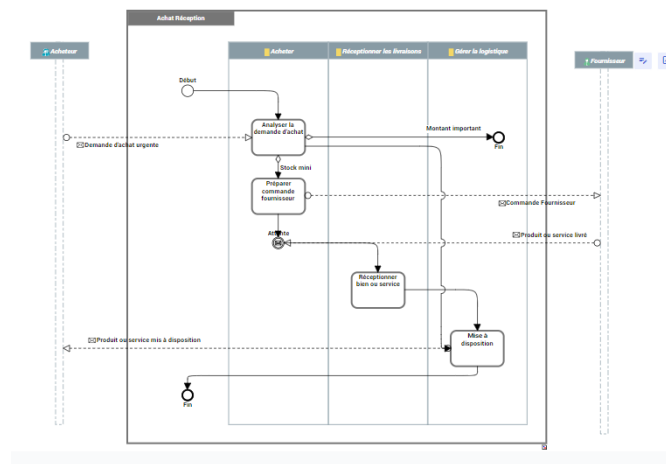 Achat Réception
Acheteur
Acheter
Réceptionner les livraisons
Gérer la logistique
Fournisseur
Début
Analyser la
demande d'achat
Montant important
Fin
Demande d'achat urgente
Stock mini
Préparer
commande
fournisseur
Commande Fournisseur
Attente
Produit ou service livré
Réceptionner
bien ou service
Mise à
disposition
Produit ou service mis à disposition
Fin